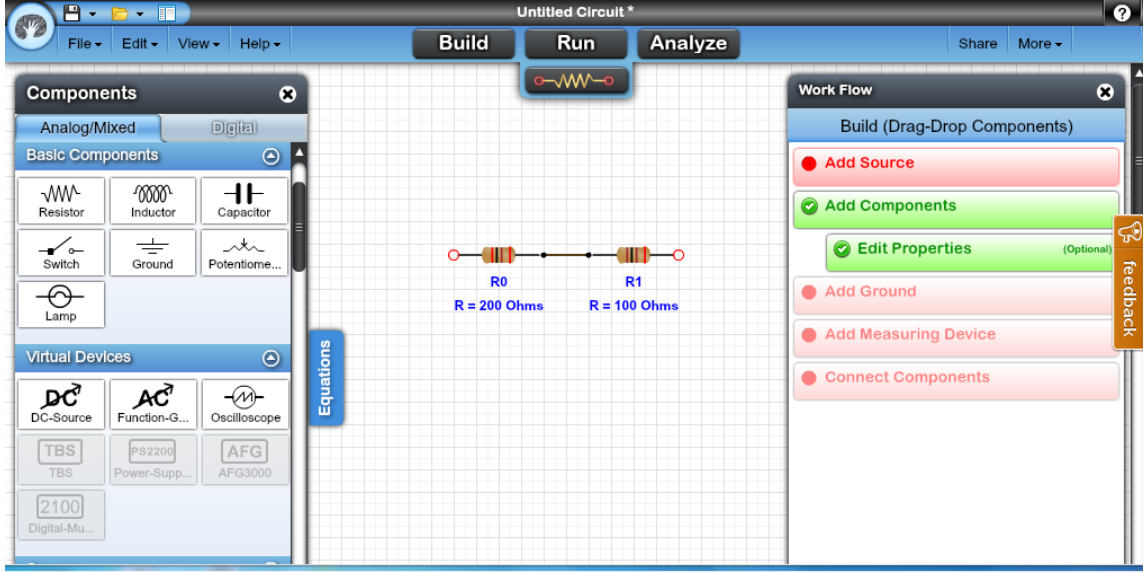 Untitled Circuit *
?
File Edit View Help
Build Run Analyze
Share More
Components
Analog/Mixed Digital
Basic Components
Resistor Inductor Capacitor
Switch Ground Potentiome...
Lamp
Virtual Devices
DC AC
DC-Source Function-G... Oscilloscope
TBS PS2200 AFG
TBS Power-Supp... AFG3000
2100
Digital-Mu...
Equations
R0 R1
R = 200 Ohms R = 100 Ohms
Work Flow
Build (Drag-Drop Components)
Add Source
Add Components
Edit Properties (Optional)
Add Ground
Add Measuring Device
Connect Components
feedback